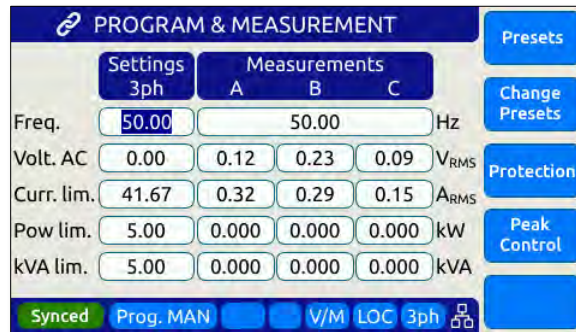 PROGRAM & MEASUREMENT
Presets
Settings Measurements
3ph A B C
Change
Presets
Freq. 50.00 50.00 Hz
Volt. AC 0.00 0.12 0.23 0.09 VRMS
Protection
Curr. lim. 41.67 0.32 0.29 0.15 ARMS
Pow lim. 5.00 0.000 0.000 0.000 kW
Peak
Control
kVA lim. 5.00 0.000 0.000 0.000 kVA
Synced Prog. MAN V/M LOC 3ph